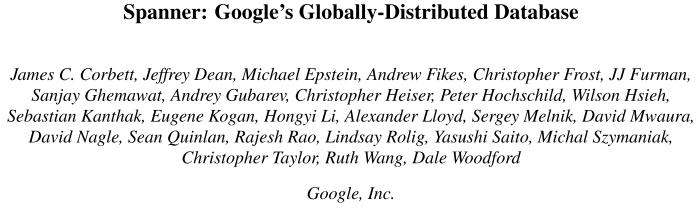 Spanner: Google's Globally-Distributed Database
James C. Corbett, Jeffrey Dean, Michael Epstein, Andrew Fikes, Christopher Frost, JJ Furman,
Sanjay Ghemawat, Andrey Gubarev, Christopher Heiser, Peter Hochschild, Wilson Hsieh,
Sebastian Kanthak, Eugene Kogan, Hongyi Li, Alexander Lloyd, Sergey Melnik, David Mwaura,
David Nagle, Sean Quinlan, Rajesh Rao, Lindsay Rolig, Yasushi Saito, Michal Szymaniak,
Christopher Taylor, Ruth Wang, Dale Woodford
Google, Inc.